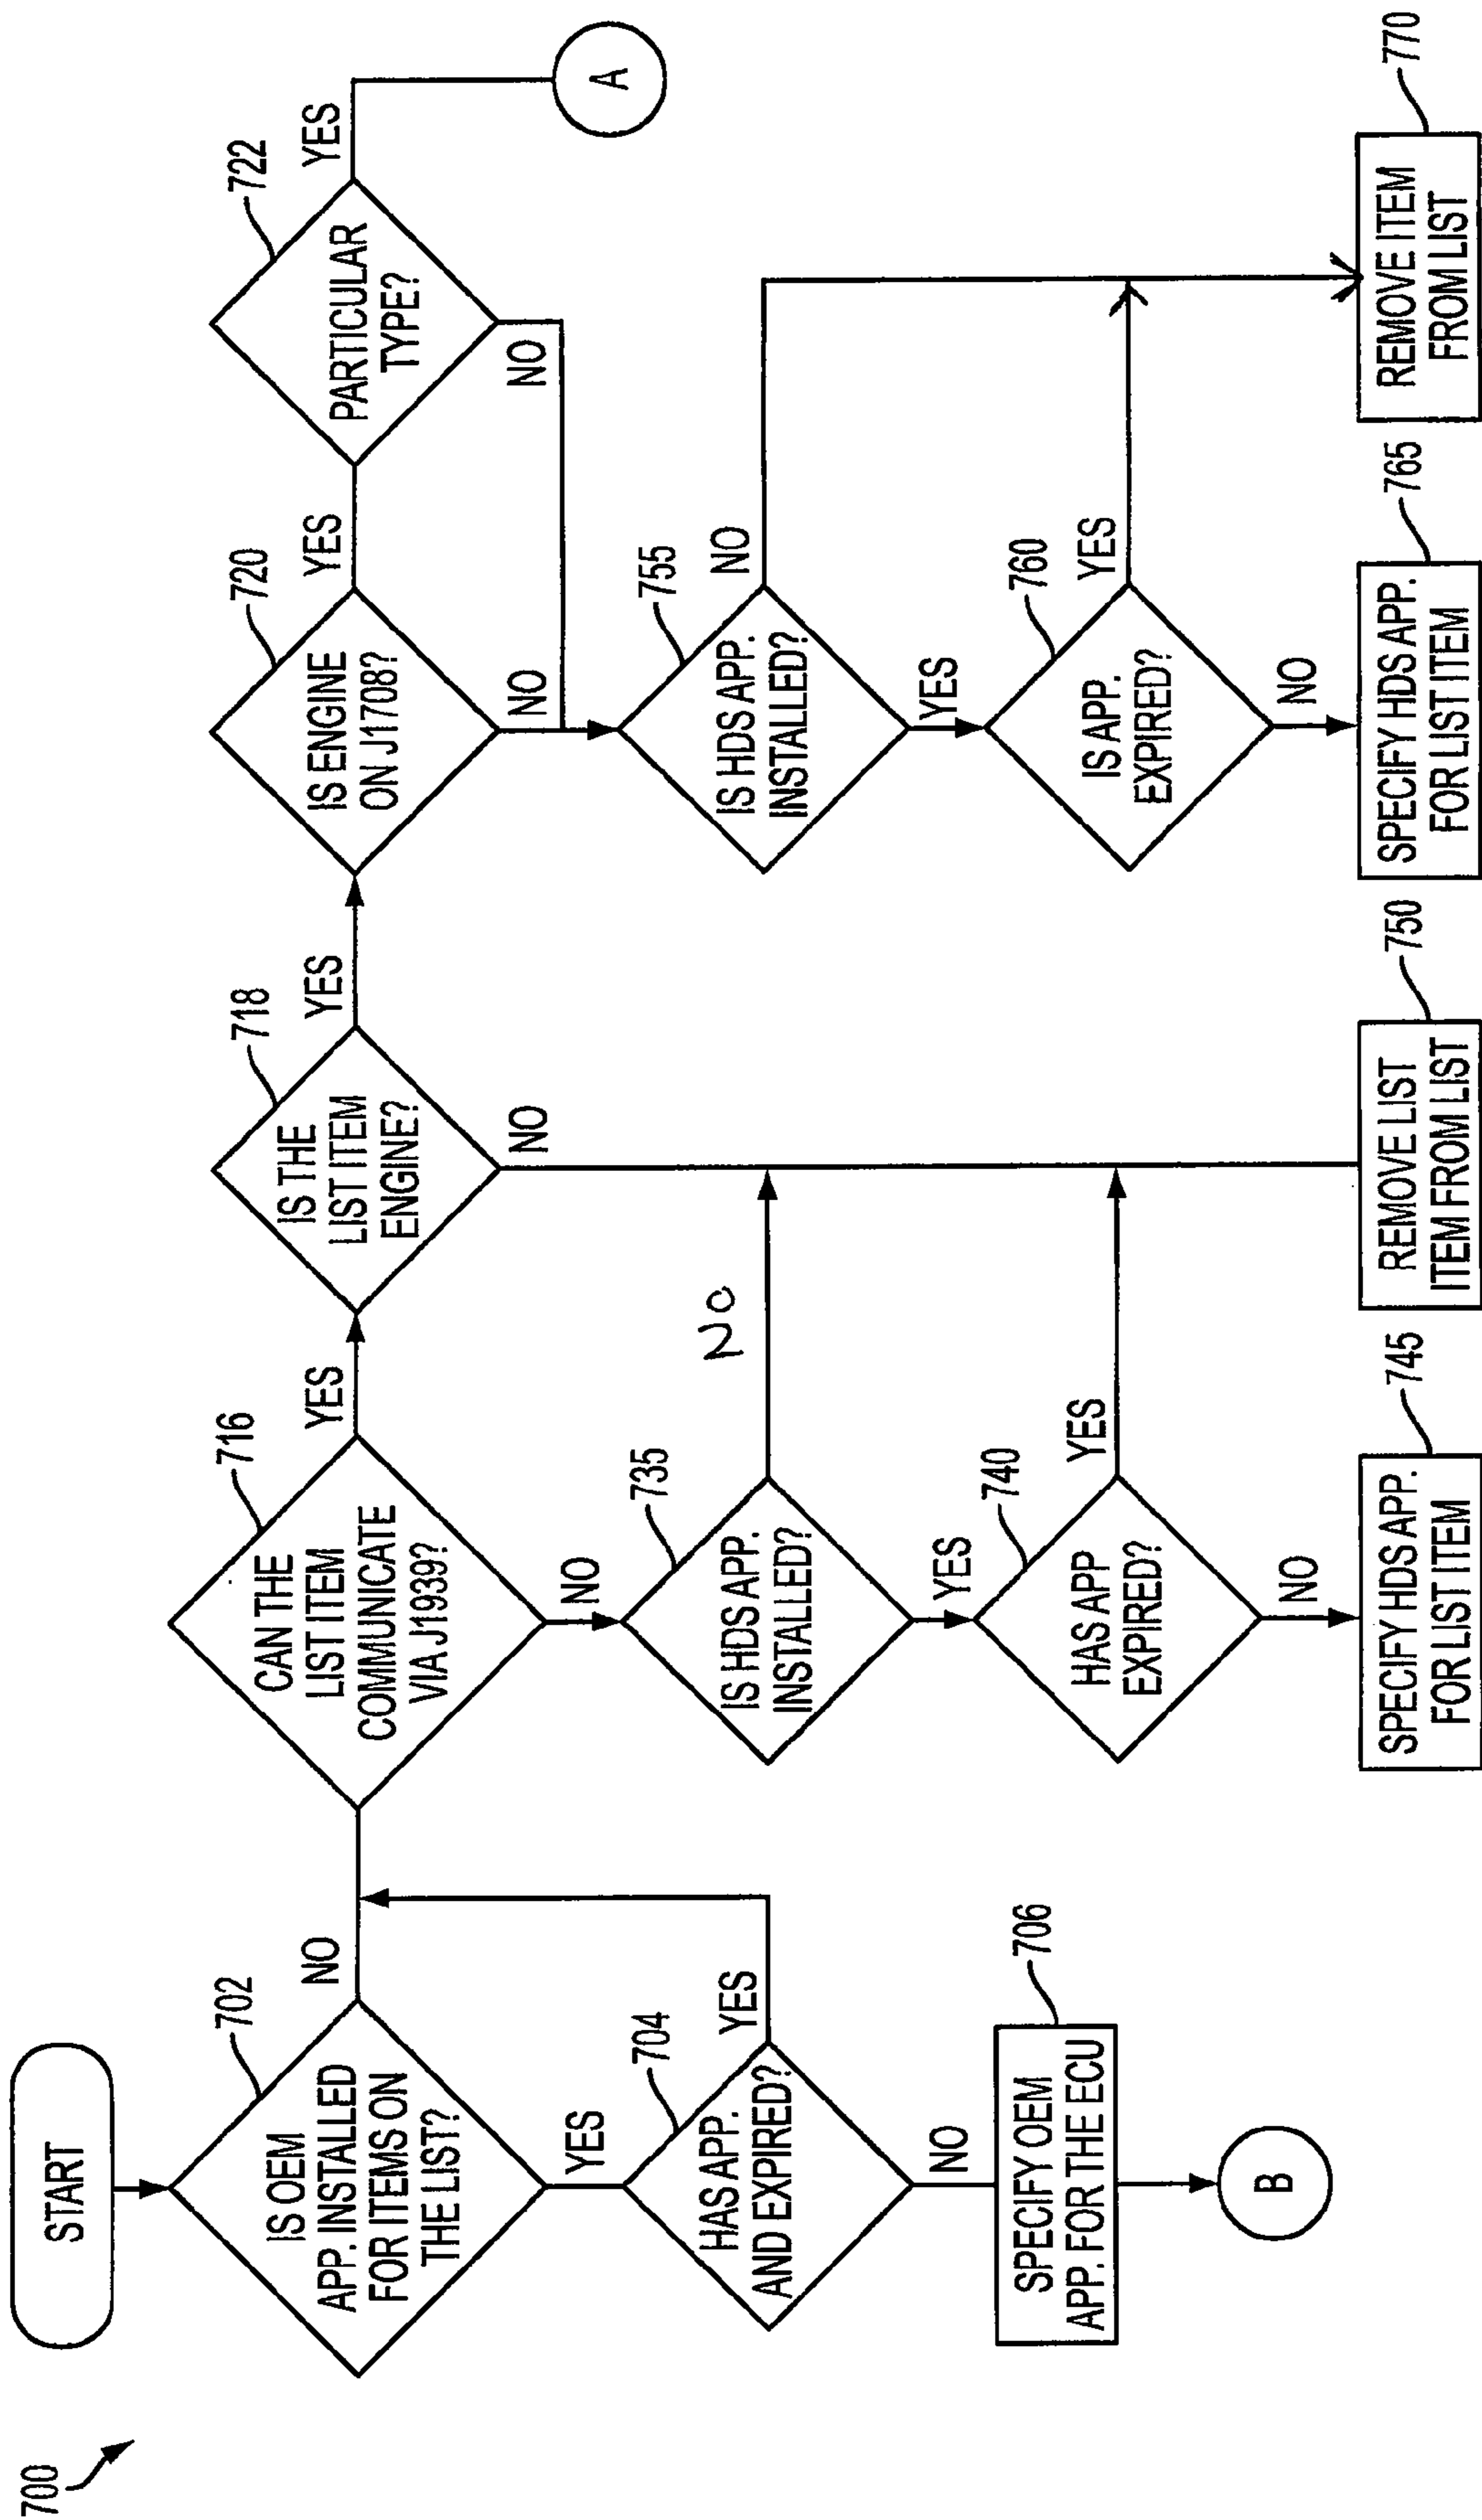 700
START
702
IS OEM
APP. INSTALLED
FOR ITEMS ON
THE LIST?
NO
YES
704
HAS APP.
AND EXPIRED?
YES
NO
706
SPECIFY OEM
APP. FOR THE ECU
B
716
CAN THE
LIST ITEM
COMMUNICATE
VIA J1939?
YES
NO
735
IS HDS APP.
INSTALLED?
NO
YES
740
HAS APP
EXPIRED?
YES
NO
745
SPECIFY HDS APP.
FOR LIST ITEM
718
IS THE
LIST ITEM
ENGINE?
YES
NO
750
REMOVE LIST
ITEM FROM LIST
720
IS ENGINE
ON J1708?
YES
NO
722
PARTICULAR
TYPE?
YES
NO
A
755
IS HDS APP.
INSTALLED?
NO
YES
760
IS APP.
EXPIRED?
YES
NO
765
SPECIFY HDS APP.
FOR LIST ITEM
770
REMOVE ITEM
FROM LIST